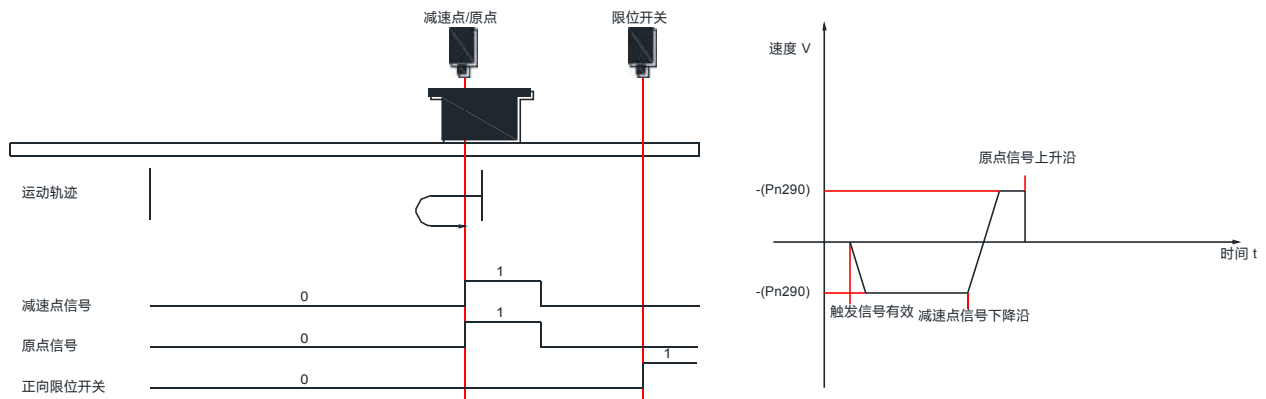 减速点/原点
限位开关
运动轨迹
减速点信号
0
1
原点信号
0
1
正向限位开关
0
1
速度 V
原点信号上升沿
-(Pn290)
时间 t
-(Pn290)
触发信号有效
减速点信号下降沿